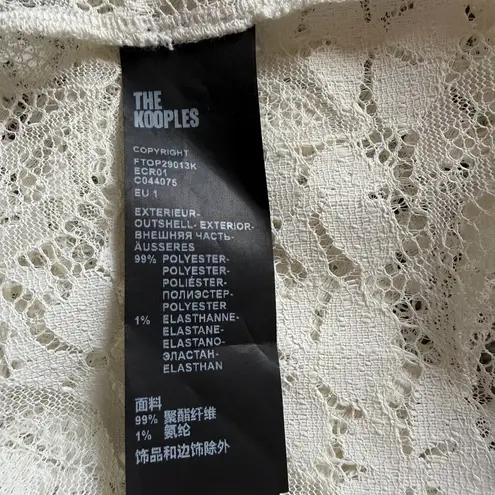 THE
KOOPLES
COPYRIGHT
FTOP29013K
ECR01
C044075
EU 1
EXTERIEUR-
OUTSHELL- EXTERIOR-
ВНЕШНЯЯ ЧАСТЬ-
ÄUSSERES
99% POLYESTER-
POLYESTER-
POLIÉSTER-
ПОЛИЭСТЕР-
POLYESTER
1% ELASTHANNE-
ELASTANE-
ELASTANO-
ЭЛАСТАН-
ELASTHAN
面料
99% 聚酯纤维
1% 氨纶
饰品和边饰除外